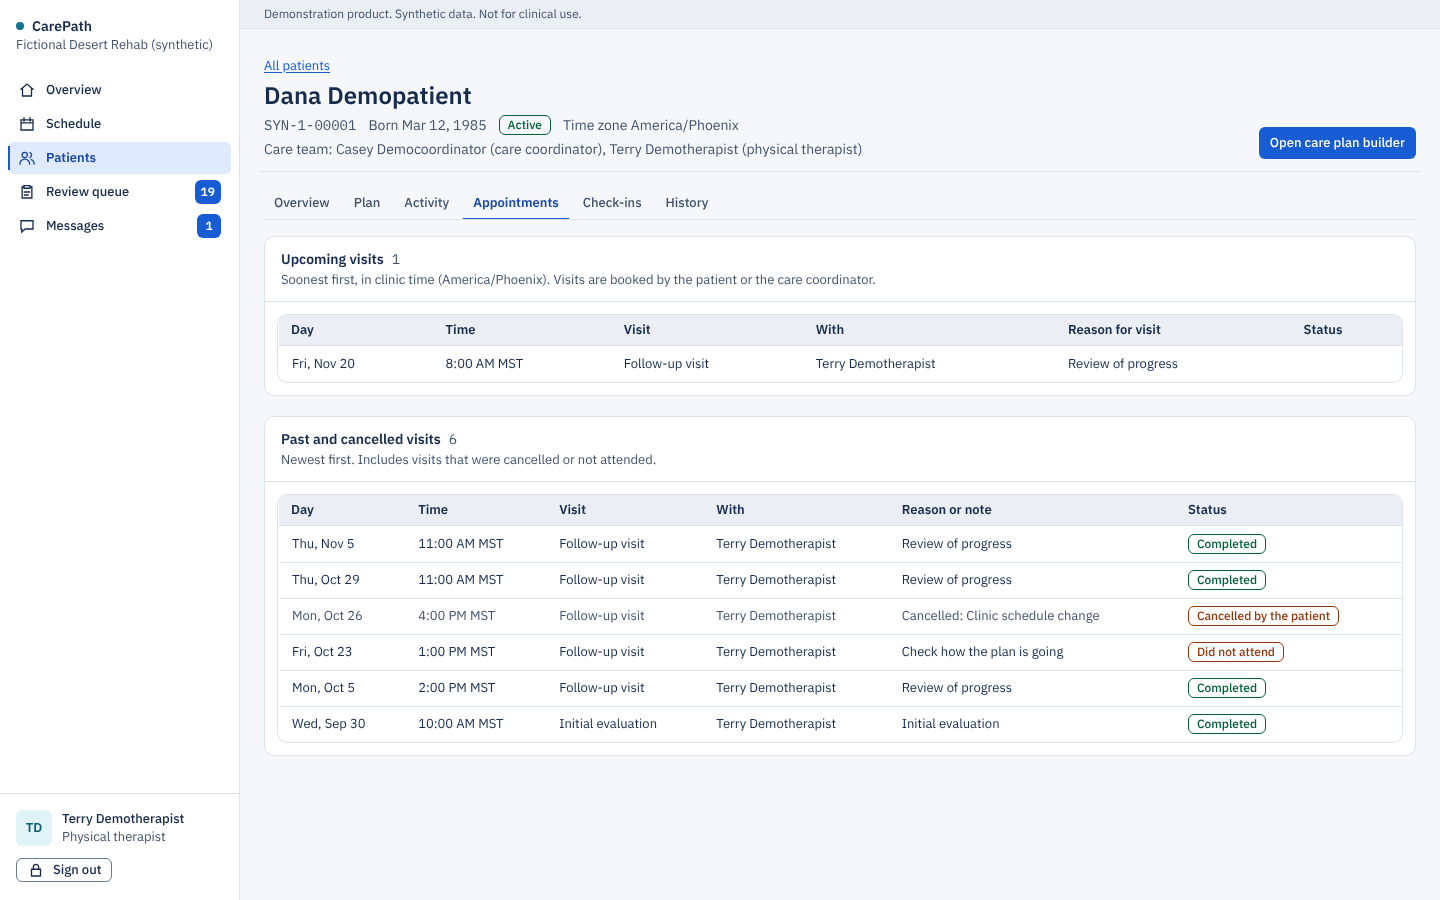 CarePath
Fictional Desert Rehab (synthetic)
Overview
Schedule
Patients
Review queue 19
Messages 1
Terry Demotherapist
TD
Physical therapist
Sign out
Demonstration product. Synthetic data. Not for clinical use.
All patients
Dana Demopatient
SYN-1-00001 Born Mar 12, 1985 Active Time zone America/Phoenix
Care team: Casey Democoordinator (care coordinator), Terry Demotherapist (physical therapist)
Open care plan builder
Overview Plan Activity Appointments Check-ins History
Upcoming visits 1
Soonest first, in clinic time (America/Phoenix). Visits are booked by the patient or the care coordinator.
Day Time Visit With Reason for visit Status
Fri, Nov 20 8:00 AM MST Follow-up visit Terry Demotherapist Review of progress
Past and cancelled visits 6
Newest first. Includes visits that were cancelled or not attended.
Day Time Visit With Reason or note Status
Thu, Nov 5 11:00 AM MST Follow-up visit Terry Demotherapist Review of progress Completed
Thu, Oct 29 11:00 AM MST Follow-up visit Terry Demotherapist Review of progress Completed
Mon, Oct 26 4:00 PM MST Follow-up visit Terry Demotherapist Cancelled: Clinic schedule change Cancelled by the patient
Fri, Oct 23 1:00 PM MST Follow-up visit Terry Demotherapist Check how the plan is going Did not attend
Mon, Oct 5 2:00 PM MST Follow-up visit Terry Demotherapist Review of progress Completed
Wed, Sep 30 10:00 AM MST Initial evaluation Terry Demotherapist Initial evaluation Completed